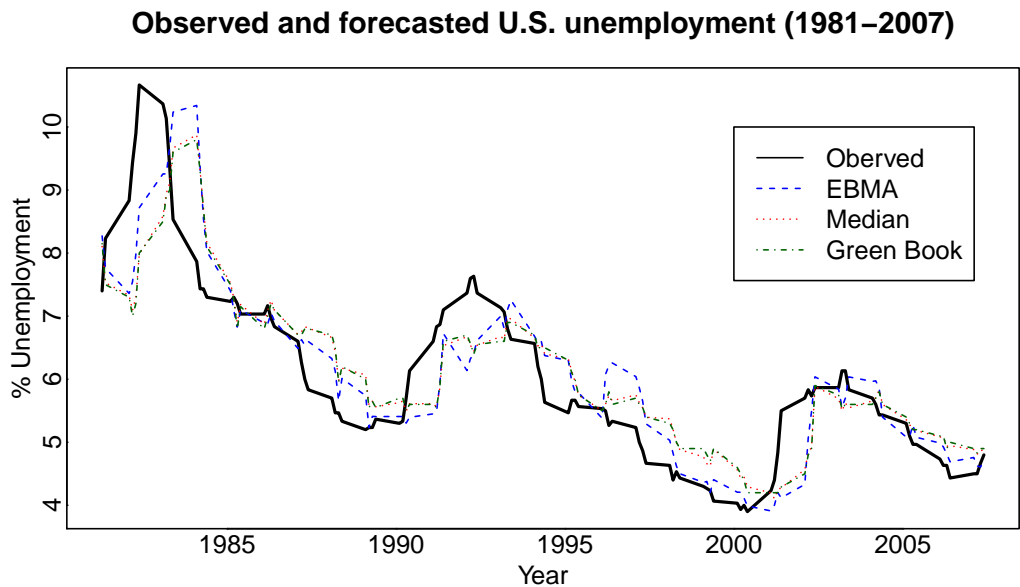 Observed and forecasted U.S. unemployment (1981−2007)
10
9
8
7
6
5
4
% Unemployment
Oberved
EBMA
Median
Green Book
1985
1990
1995
2000
2005
Year